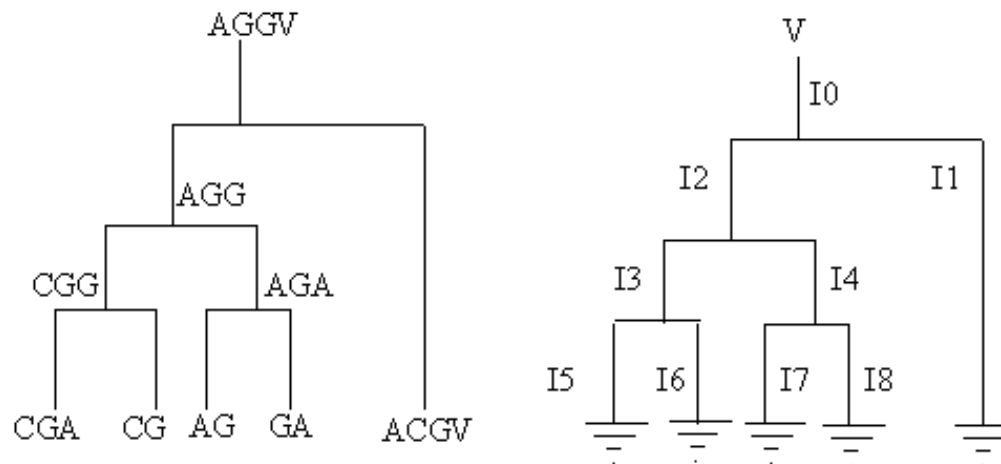 AGGV
AGG
CGG AGA
CGA CG AG GA ACGV
V
I0
I2 I1
I3 I4
I5 I6 I7 I8